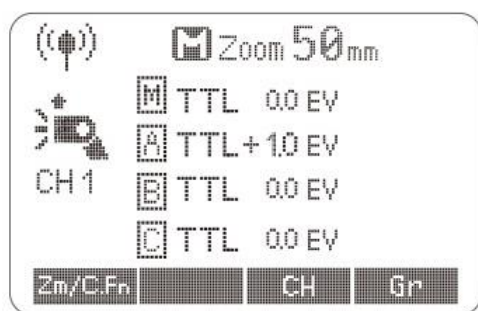 M Zoom 50mm
M TTL 0.0 EV
A TTL+1.0 EV
CH 1
B TTL 0.0 EV
C TTL 0.0 EV
Zm/C.Fn CH Gr